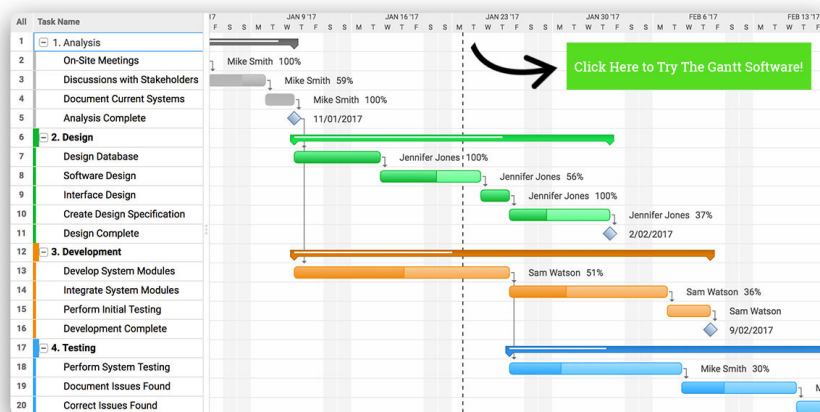 All Task Name '17 JAN 9 '17 JAN 16 '17 JAN 23 '17 JAN 30 '17 FEB 6 '17 FEB 13 '17
F S S M T W T F S S M T W T F S S M T W T F S S M T W T F S S M T W T F S S M T W T
1 1. Analysis
2 On-Site Meetings Mike Smith 100%
3 Discussions with Stakeholders Mike Smith 59%
4 Document Current Systems Mike Smith 100%
5 Analysis Complete 11/01/2017
Click Here to Try The Gantt Software!
6 2. Design
7 Design Database Jennifer Jones 100%
8 Software Design Jennifer Jones 56%
9 Interface Design Jennifer Jones 100%
10 Create Design Specification Jennifer Jones 37%
11 Design Complete 2/02/2017
12 3. Development
13 Develop System Modules Sam Watson 51%
14 Integrate System Modules Sam Watson 36%
15 Perform Initial Testing Sam Watson
16 Development Complete 9/02/2017
17 4. Testing
18 Perform System Testing Mike Smith 30%
19 Document Issues Found
20 Correct Issues Found